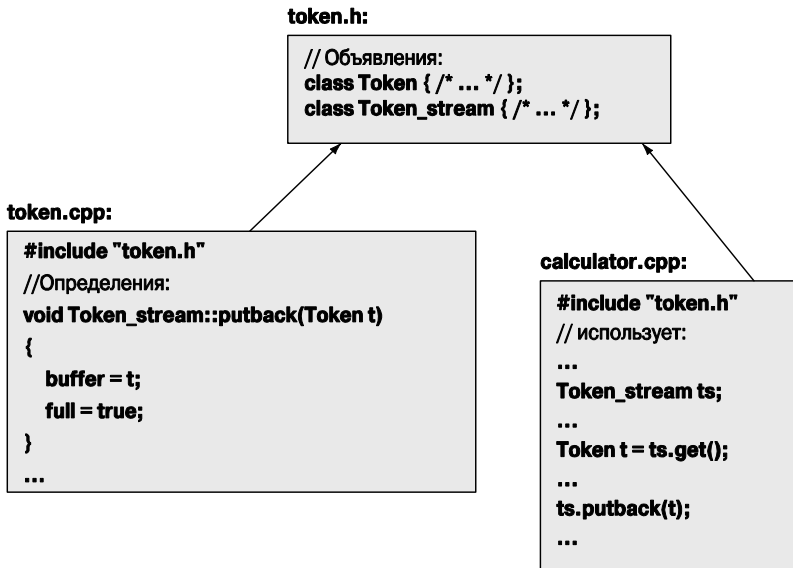 token.h:
// Объявления:
class Token { /* ... */ };
class Token_stream { /* ... */ };
token.cpp:
#include "token.h"
//Определения:
void Token_stream::putback(Token t)
{
buffer = t;
full = true;
}
...
calculator.cpp:
#include "token.h"
// использует:
...
Token_stream ts;
...
Token t = ts.get();
...
ts.putback(t);
...